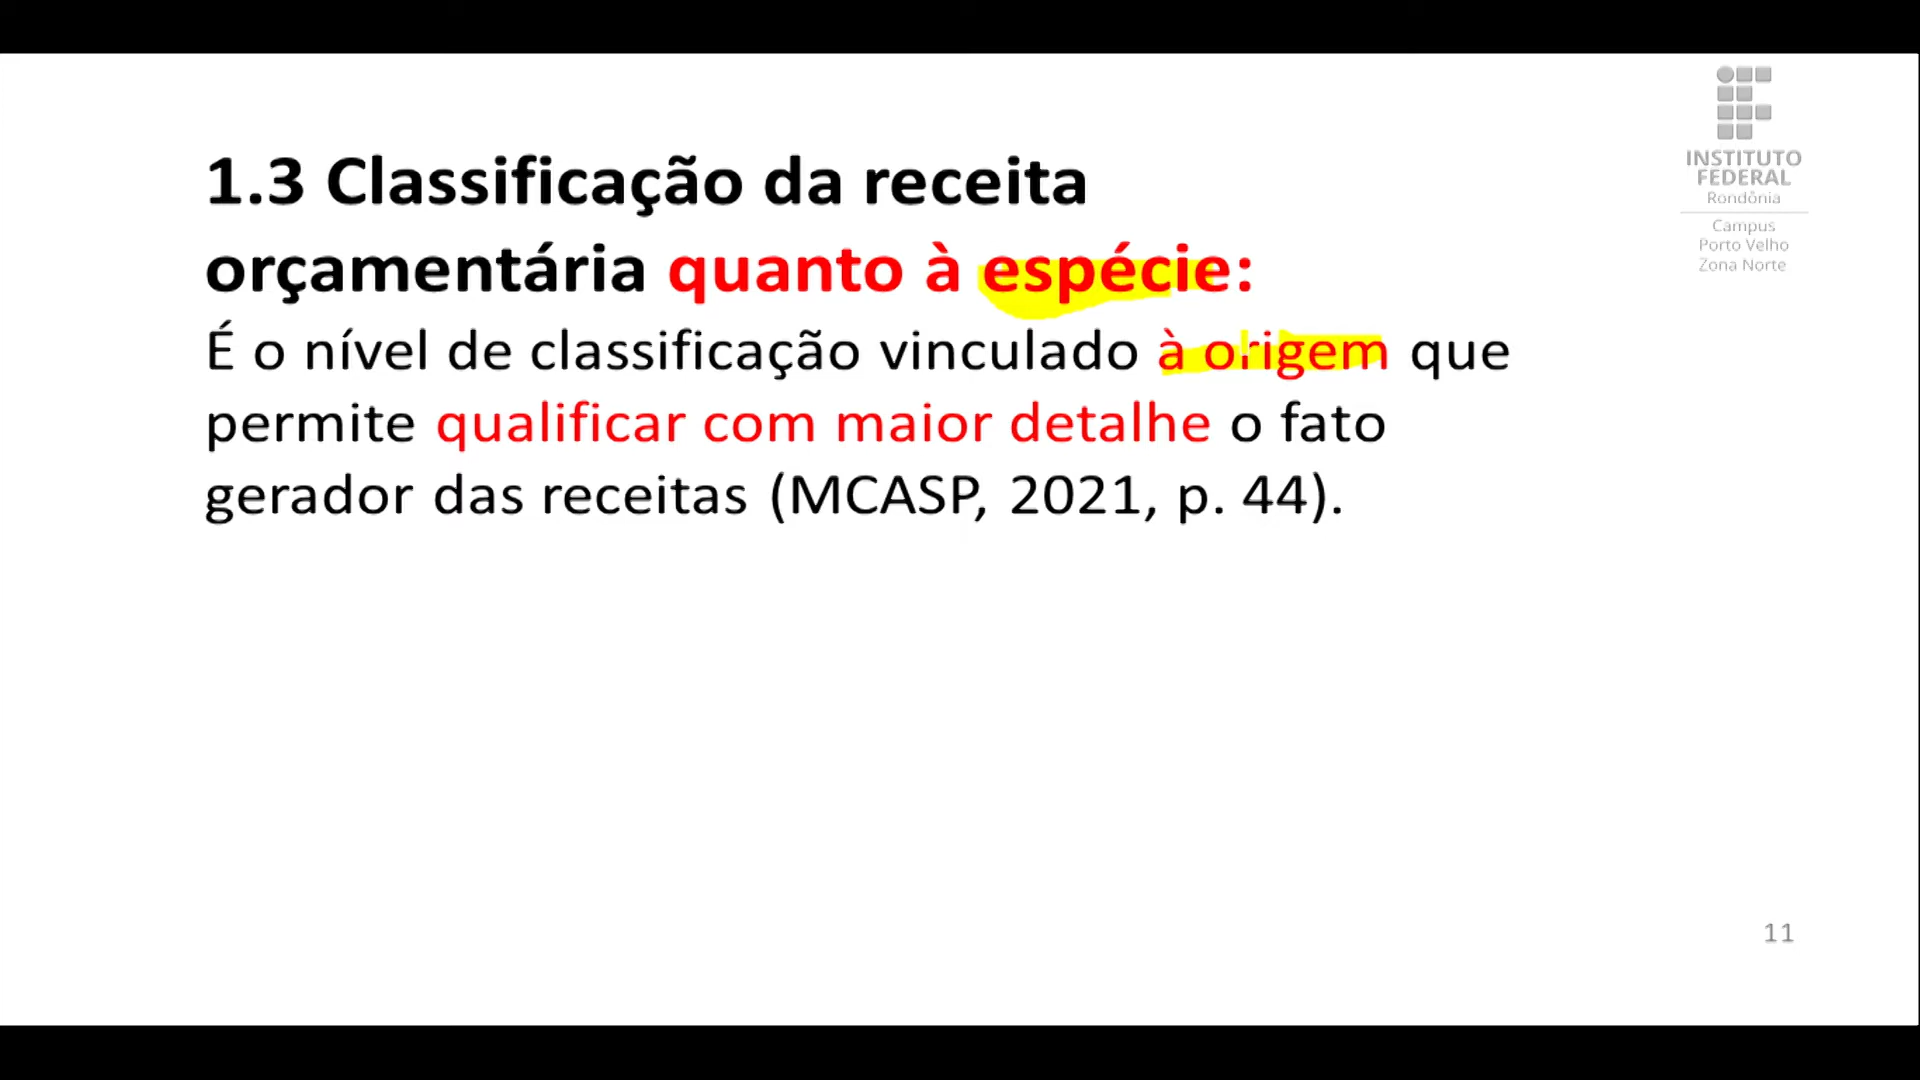 1.3 Classificação da receita
orçamentária quanto à espécie:
É o nível de classificação vinculado à origem que
permite qualificar com maior detalhe o fato
gerador das receitas (MCASP, 2021, p. 44).
INSTITUTO
FEDERAL
Rondônia
Campus
Porto Velho
Zona Norte
11